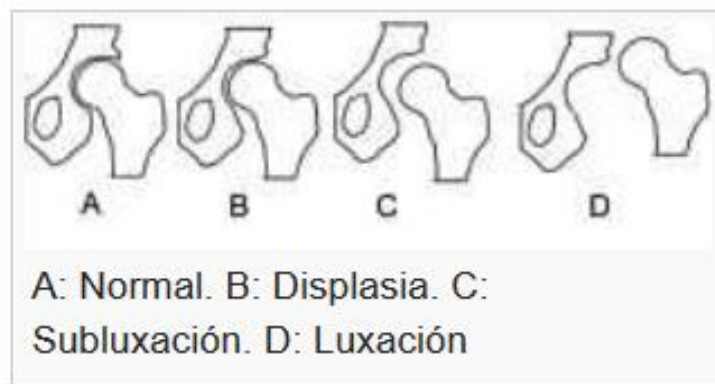 A B C D
A: Normal. B: Displasia. C:
Subluxación. D: Luxación